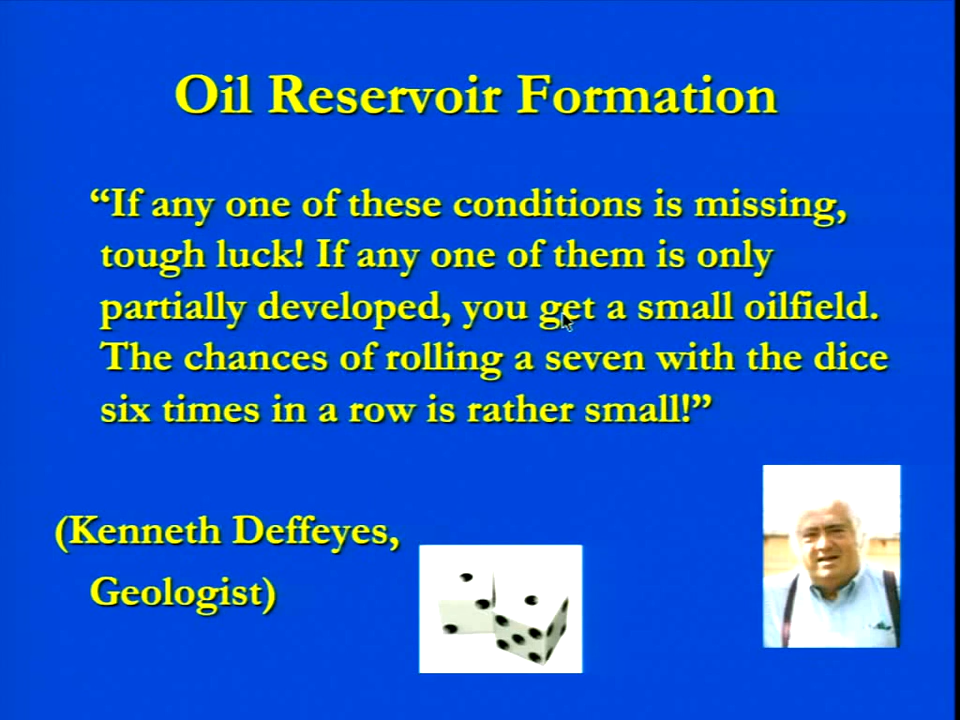 Oil Reservoir Formation
“If any one of these conditions is missing,
tough luck! If any one of them is only
partially developed, you get a small oilfield.
The chances of rolling a seven with the dice
six times in a row is rather small!”
(Kenneth Deffeyes,
Geologist)